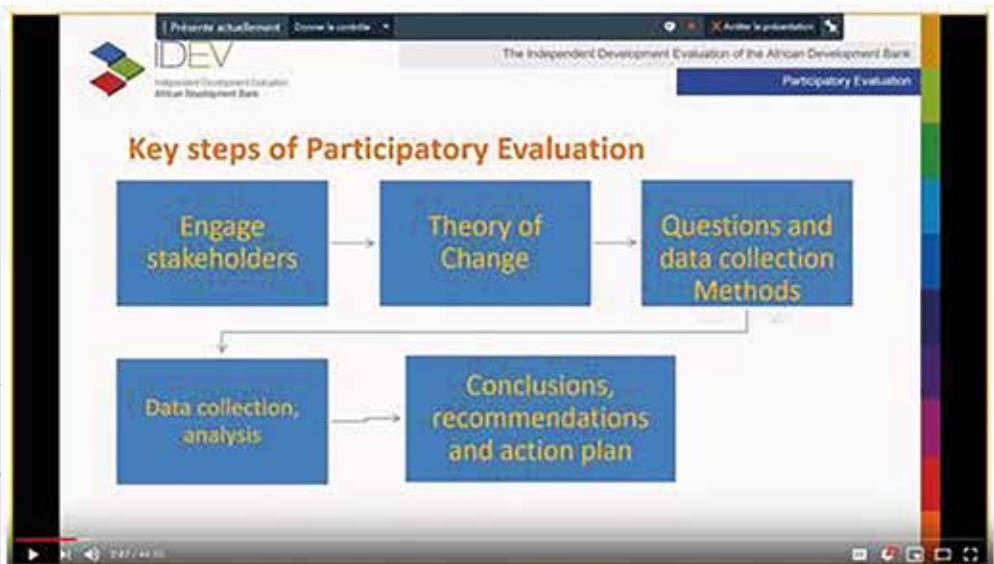 Présente actuellement Donner le contrôle Arrêter la présentation
IDEV
Independent Development Evaluation
African Development Bank
The Independent Development Evaluation of the African Development Bank
Participatory Evaluation
Key steps of Participatory Evaluation
Engage
stakeholders
Theory of
Change
Questions and
data collection
Methods
Data collection,
analysis
Conclusions,
recommendations
and action plan